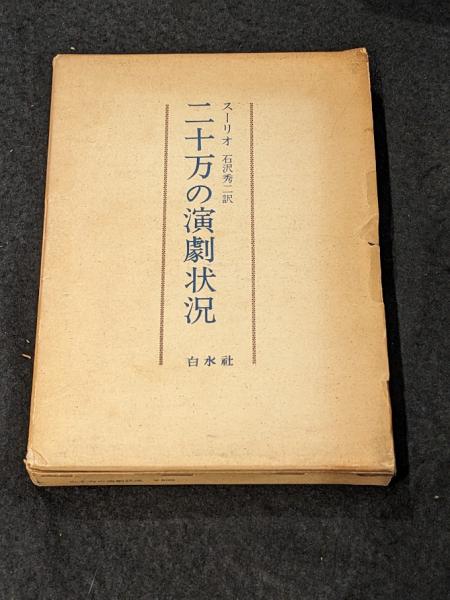 スーリオ 石沢秀二訳
二十万の演劇状況
白水社